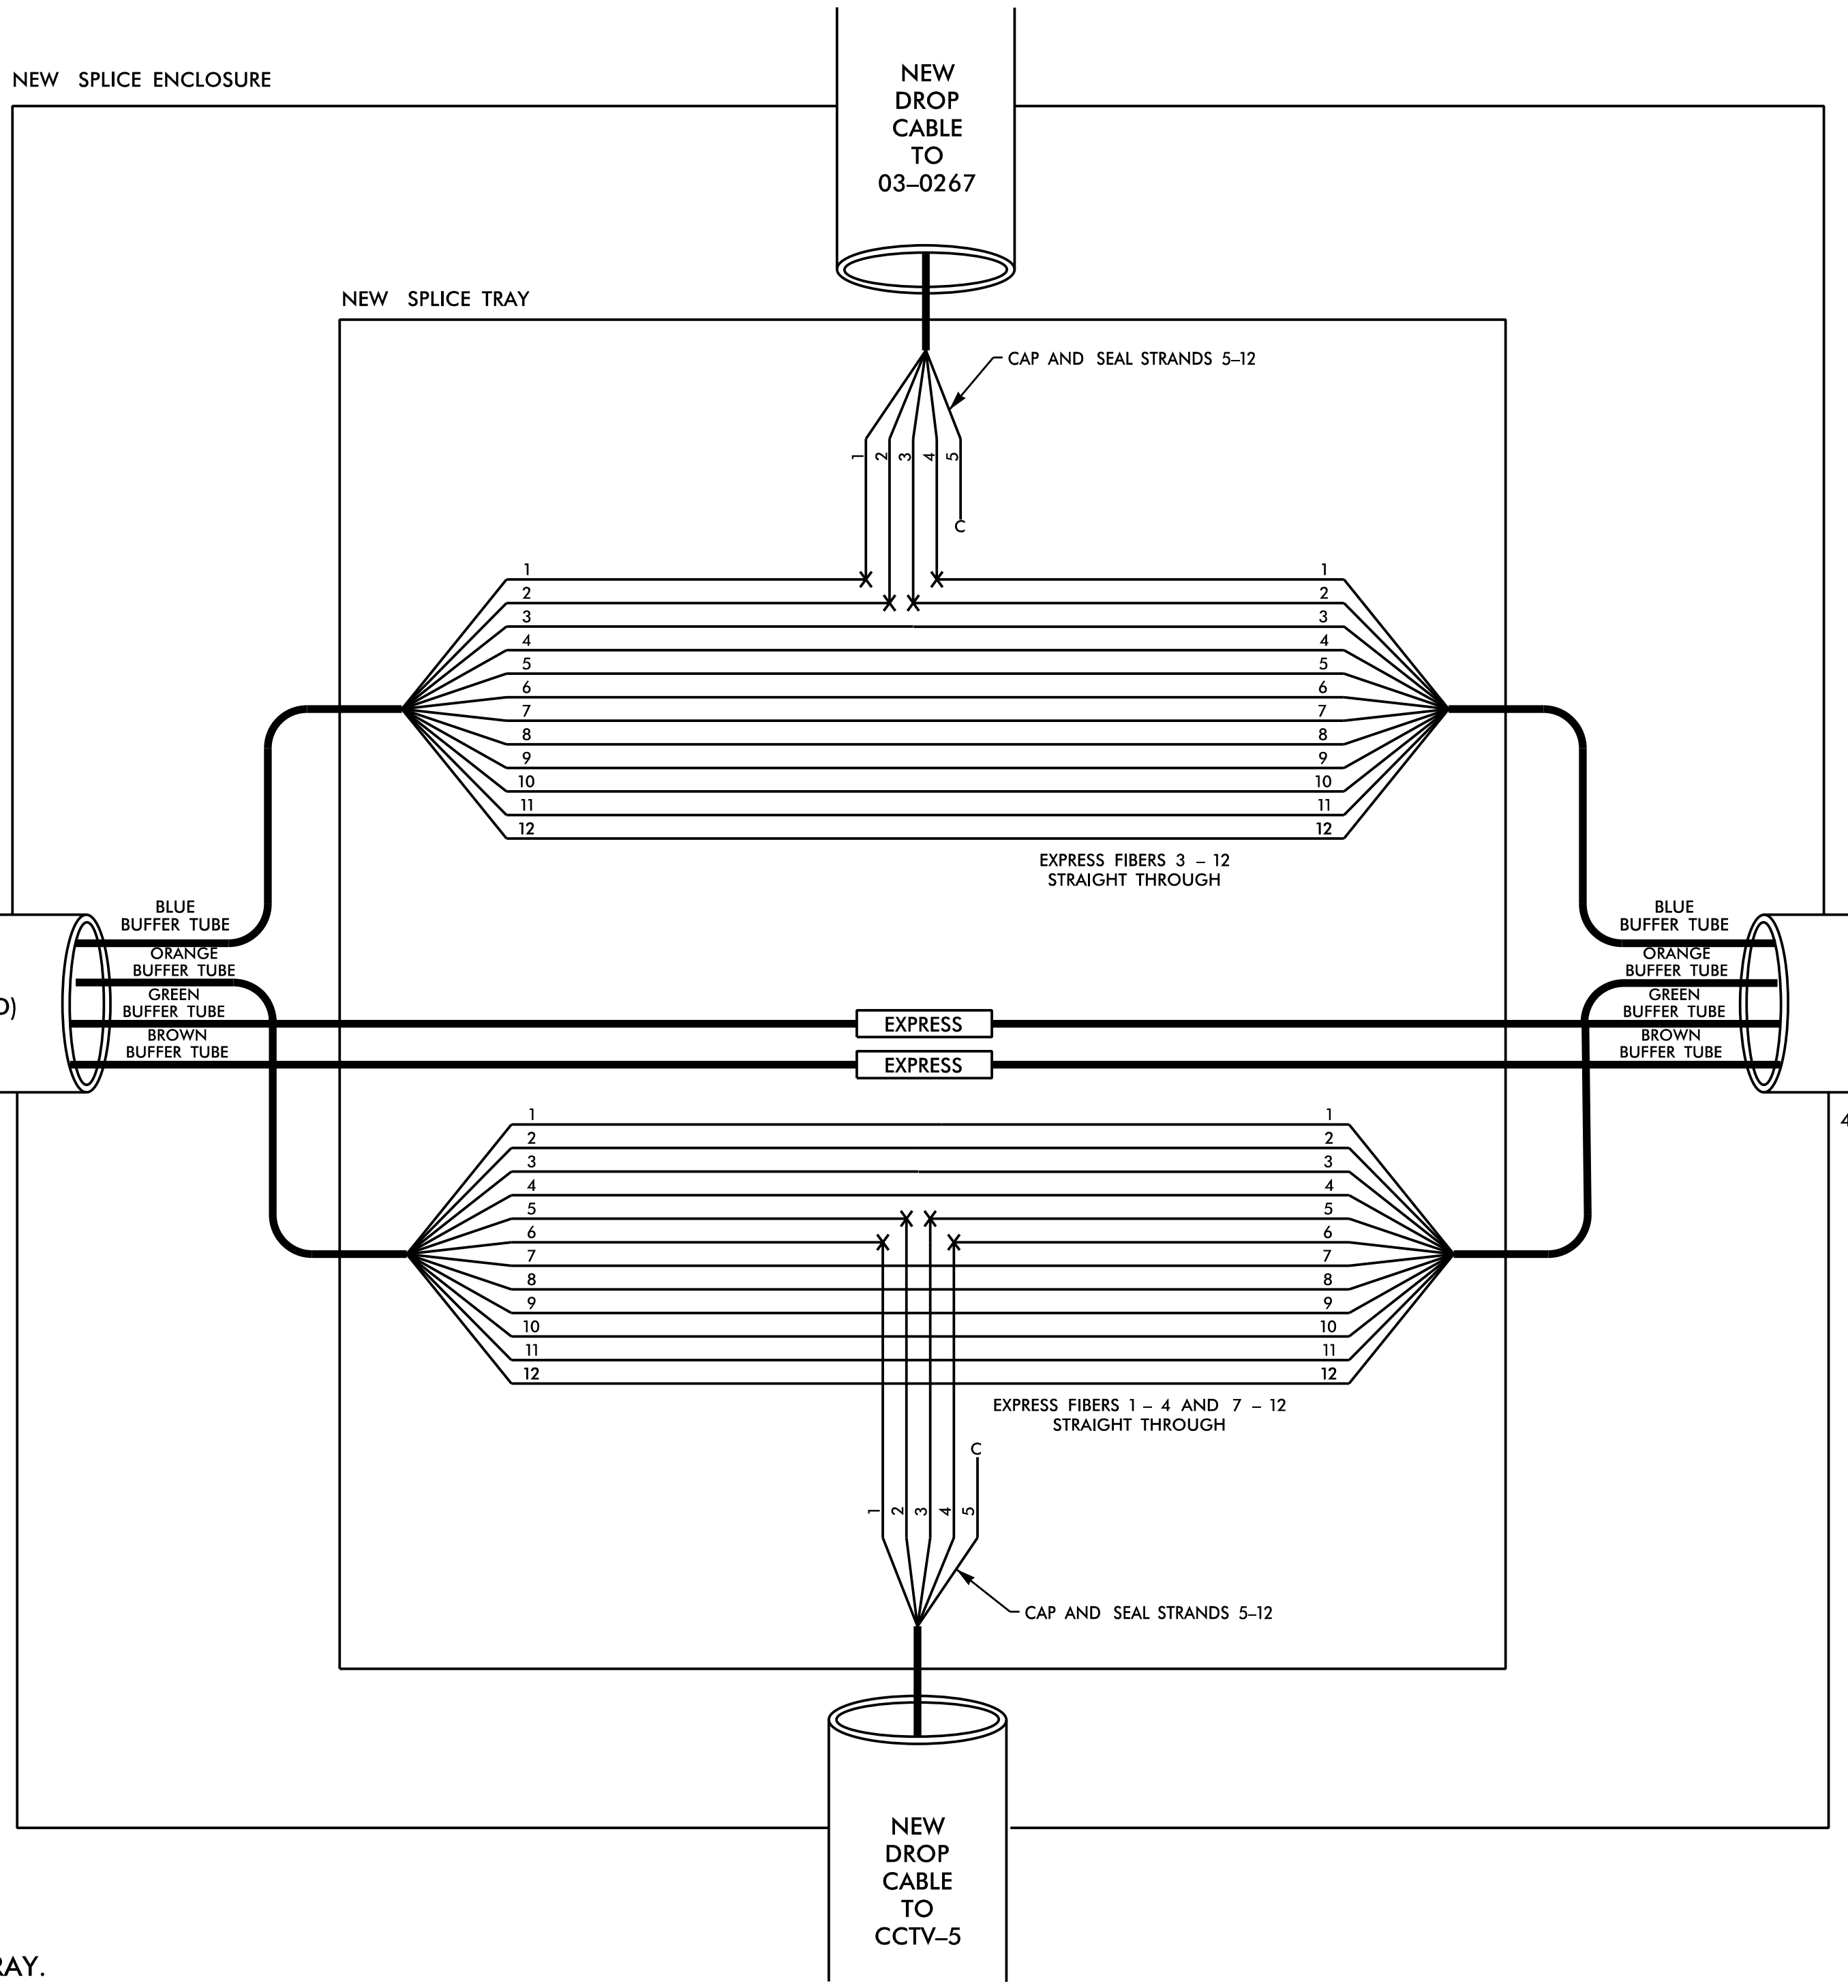 NEW SPLICE ENCLOSURE
NEW
DROP
CABLE
TO
03–0267
NEW SPLICE TRAY
CAP AND SEAL STRANDS 5–12
1 2 3 4 5
C
1 1
2 2
3 3
4 4
5 5
6 6
7 7
8 8
9 9
10 10
11 11
12 12
EXPRESS FIBERS 3 – 12
STRAIGHT THROUGH
BLUE
BUFFER TUBE
ORANGE
BUFFER TUBE
GREEN
BUFFER TUBE
BROWN
BUFFER TUBE
BLUE
BUFFER TUBE
ORANGE
BUFFER TUBE
GREEN
BUFFER TUBE
BROWN
BUFFER TUBE
EXPRESS
EXPRESS
1 1
2 2
3 3
4 4
5 5
6 6
7 7
8 8
9 9
10 10
11 11
12 12
EXPRESS FIBERS 1 – 4 AND 7 – 12
STRAIGHT THROUGH
C
1 2 3 4 5
CAP AND SEAL STRANDS 5–12
NEW
DROP
CABLE
TO
CCTV–5